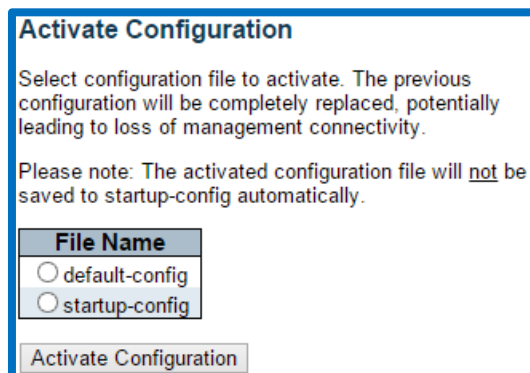 Activate Configuration
Select configuration file to activate. The previous
configuration will be completely replaced, potentially
leading to loss of management connectivity.
Please note: The activated configuration file will not be
saved to startup-config automatically.
File Name
default-config
startup-config
Activate Configuration